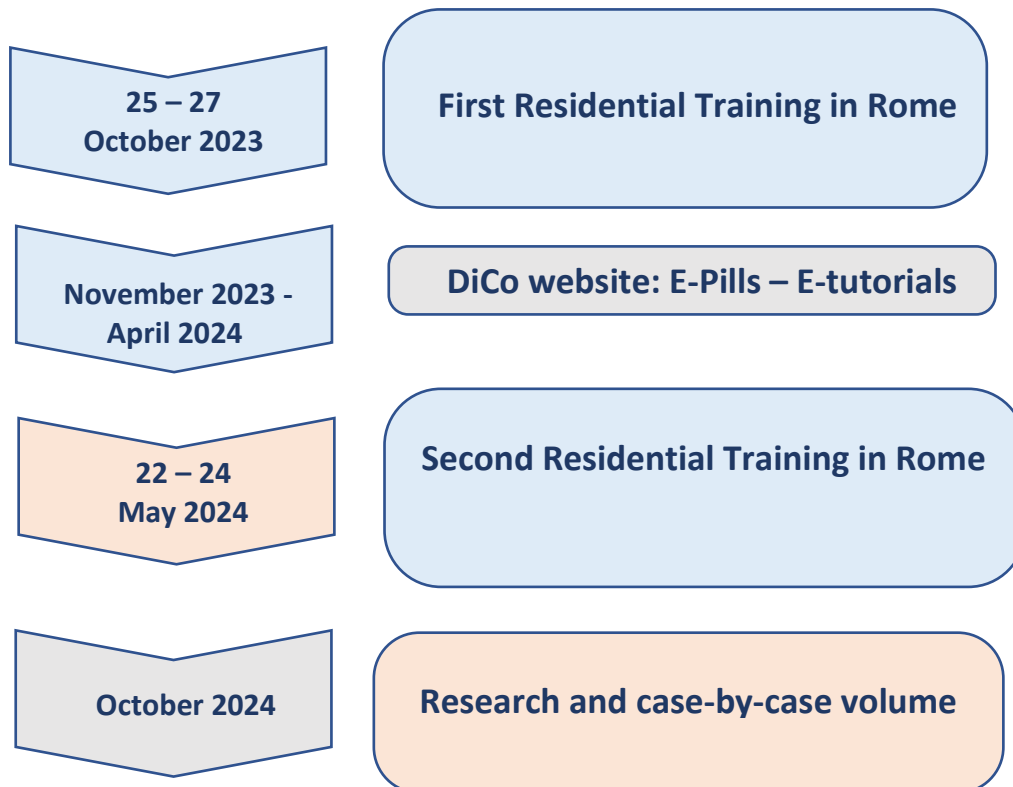 25 – 27
October 2023
First Residential Training in Rome
November 2023 -
April 2024
DiCo website: E-Pills – E-tutorials
22 – 24
May 2024
Second Residential Training in Rome
October 2024
Research and case-by-case volume